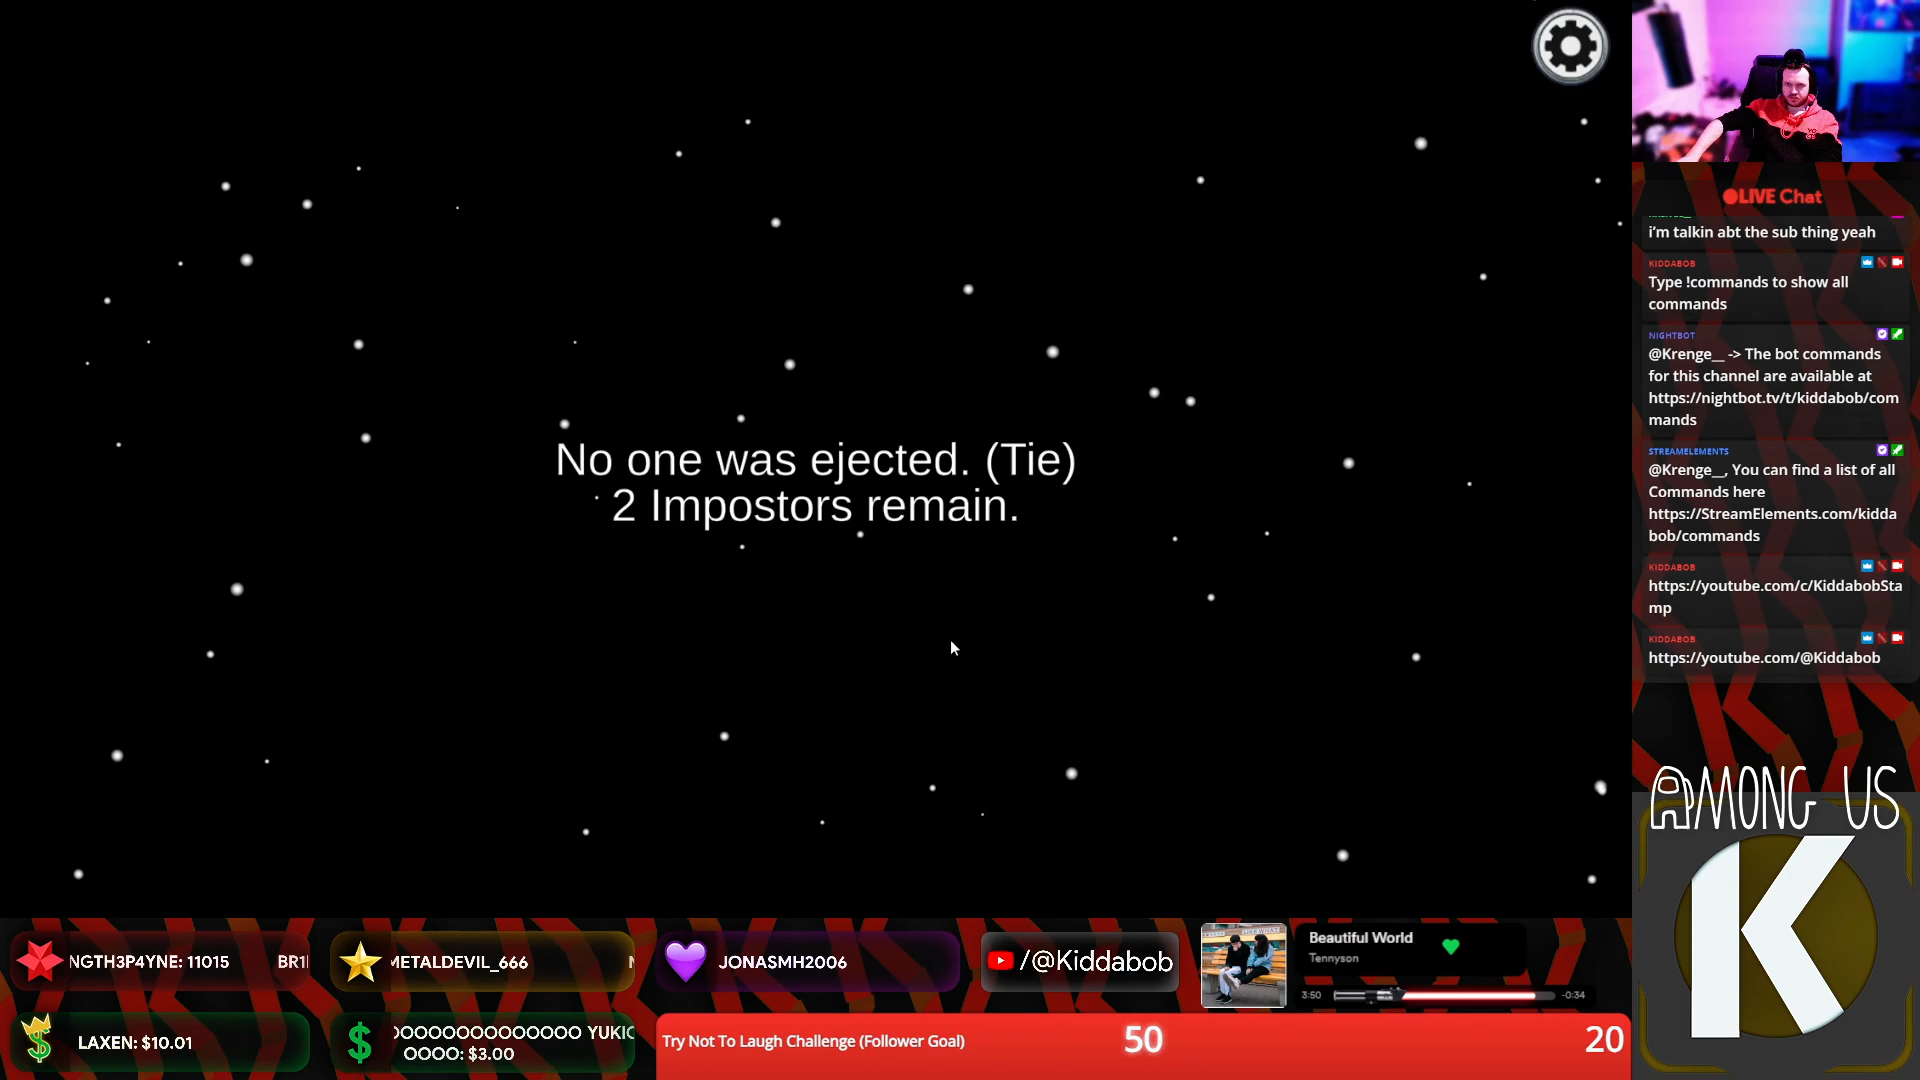 No one was ejected. (Tie)
2 Impostors remain.
LIVE Chat
i'm talkin abt the sub thing yeah
KIDDABOB
Type !commands to show all
commands
NIGHTBOT
@Krenge__ -> The bot commands
for this channel are available at
https://nightbot.tv/t/kiddabob/com
mands
STREAMELEMENTS
@Krenge__, You can find a list of all
Commands here
https://StreamElements.com/kidda
bob/commands
KIDDABOB
https://youtube.com/c/KiddabobSta
mp
KIDDABOB
https://youtube.com/@Kiddabob
AMONG US
K
NGTH3P4YNE: 11015
METALDEVIL_666
JONASMH2006
/@Kiddabob
Beautiful World
Tennyson
3:50
-0:34
LAXEN: $10.01
OOOO: $3.00
Try Not To Laugh Challenge (Follower Goal)
50
20